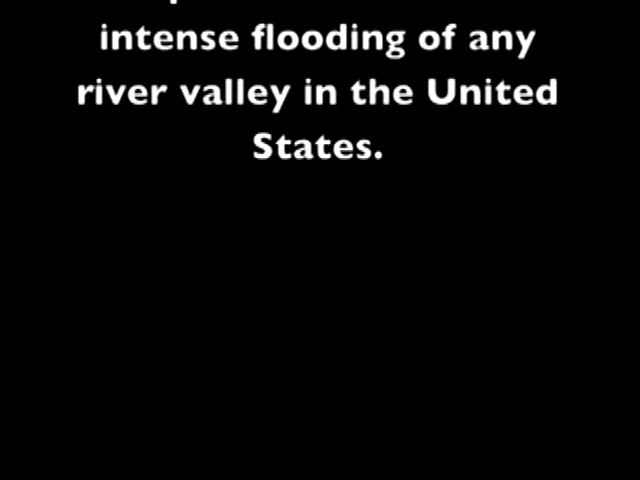 intense flooding of any
river valley in the United
States.